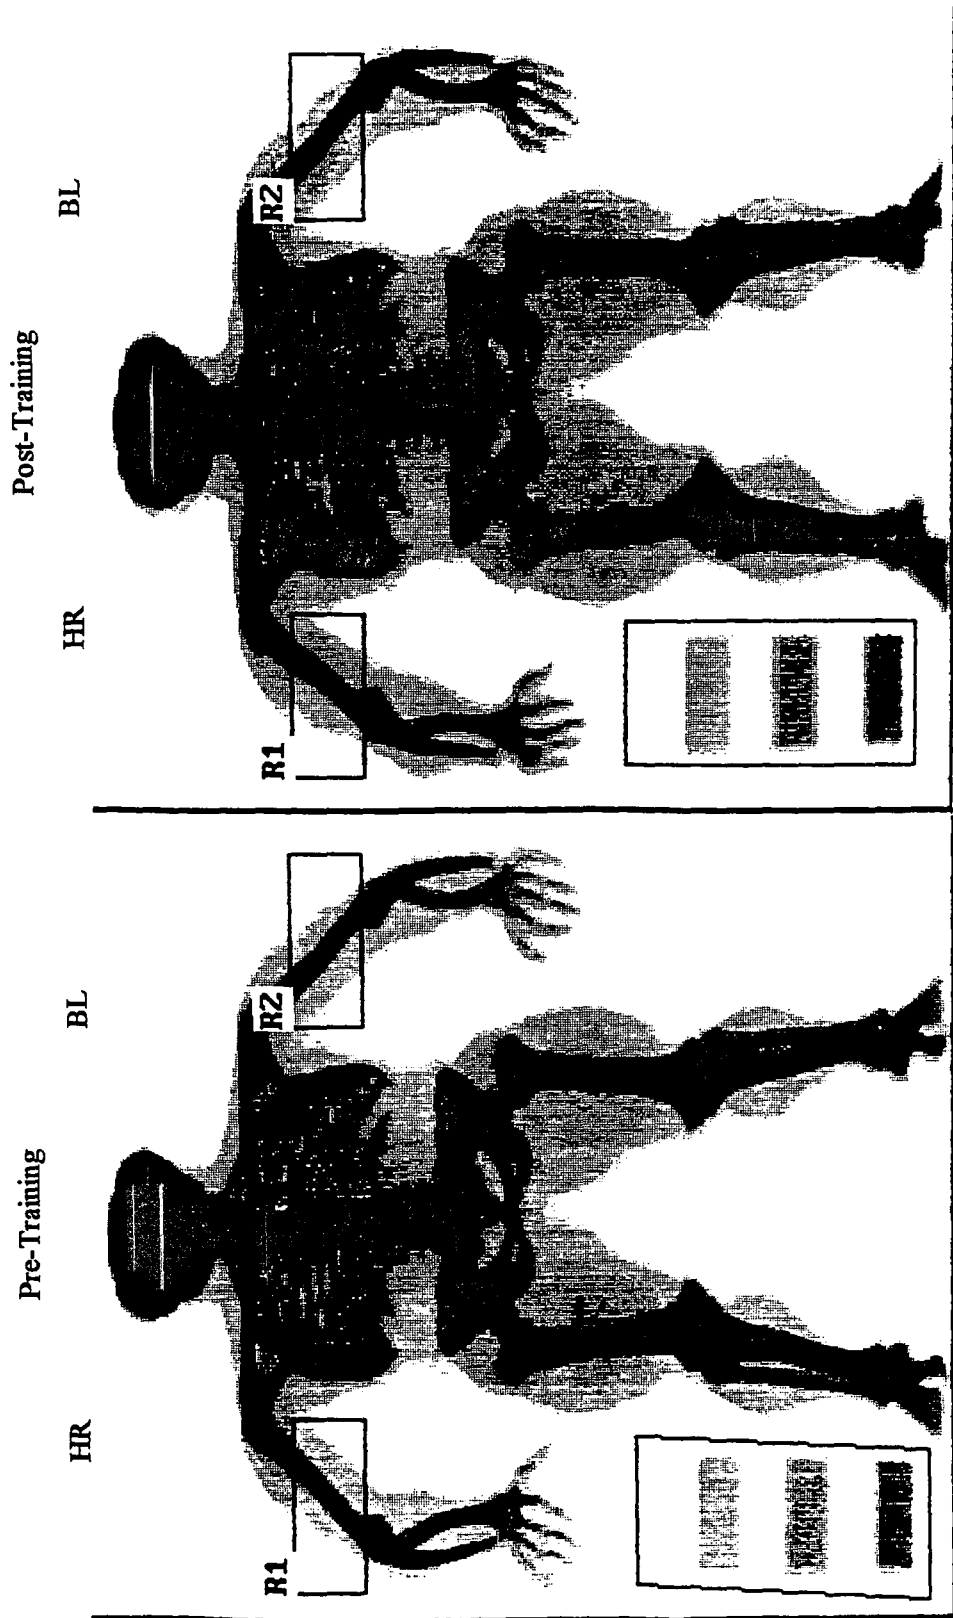 Pre-Training
HR
BL
R1
R2
Post-Training
HR
BL
R1
R2